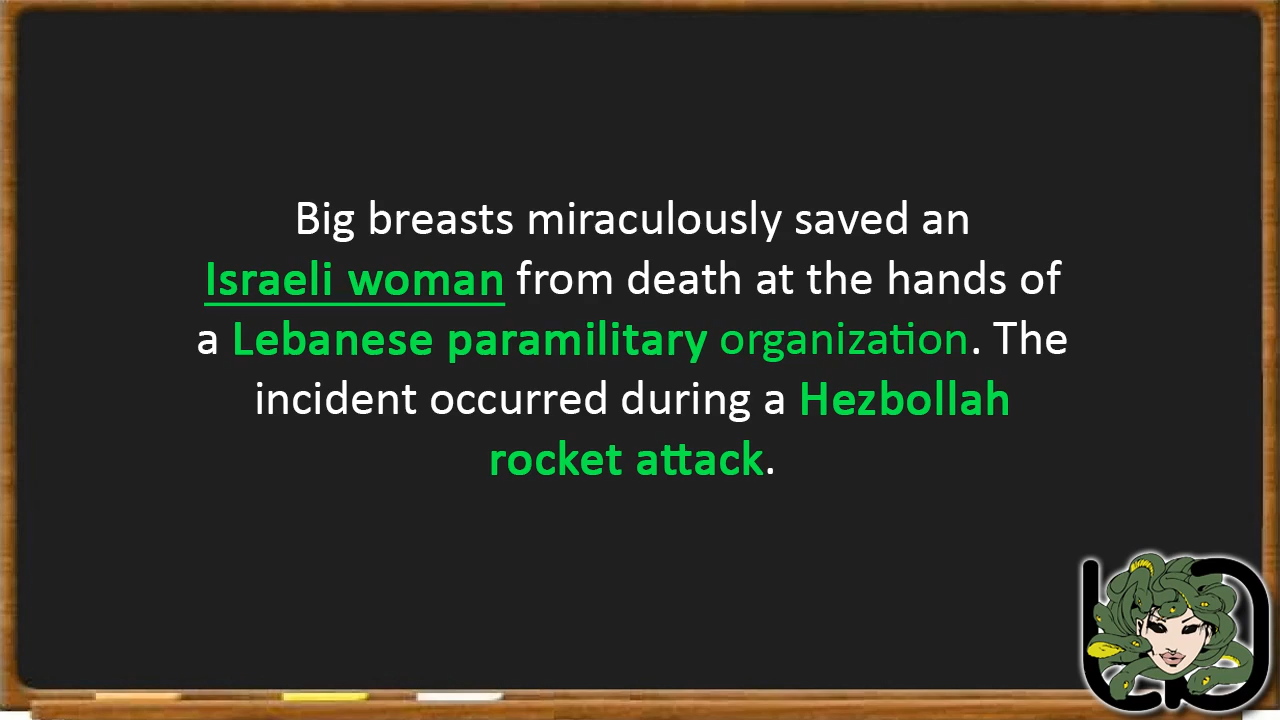 Big breasts miraculously saved an
Israeli woman from death at the hands of
a Lebanese paramilitary organization. The
incident occurred during a Hezbollah
rocket attack.